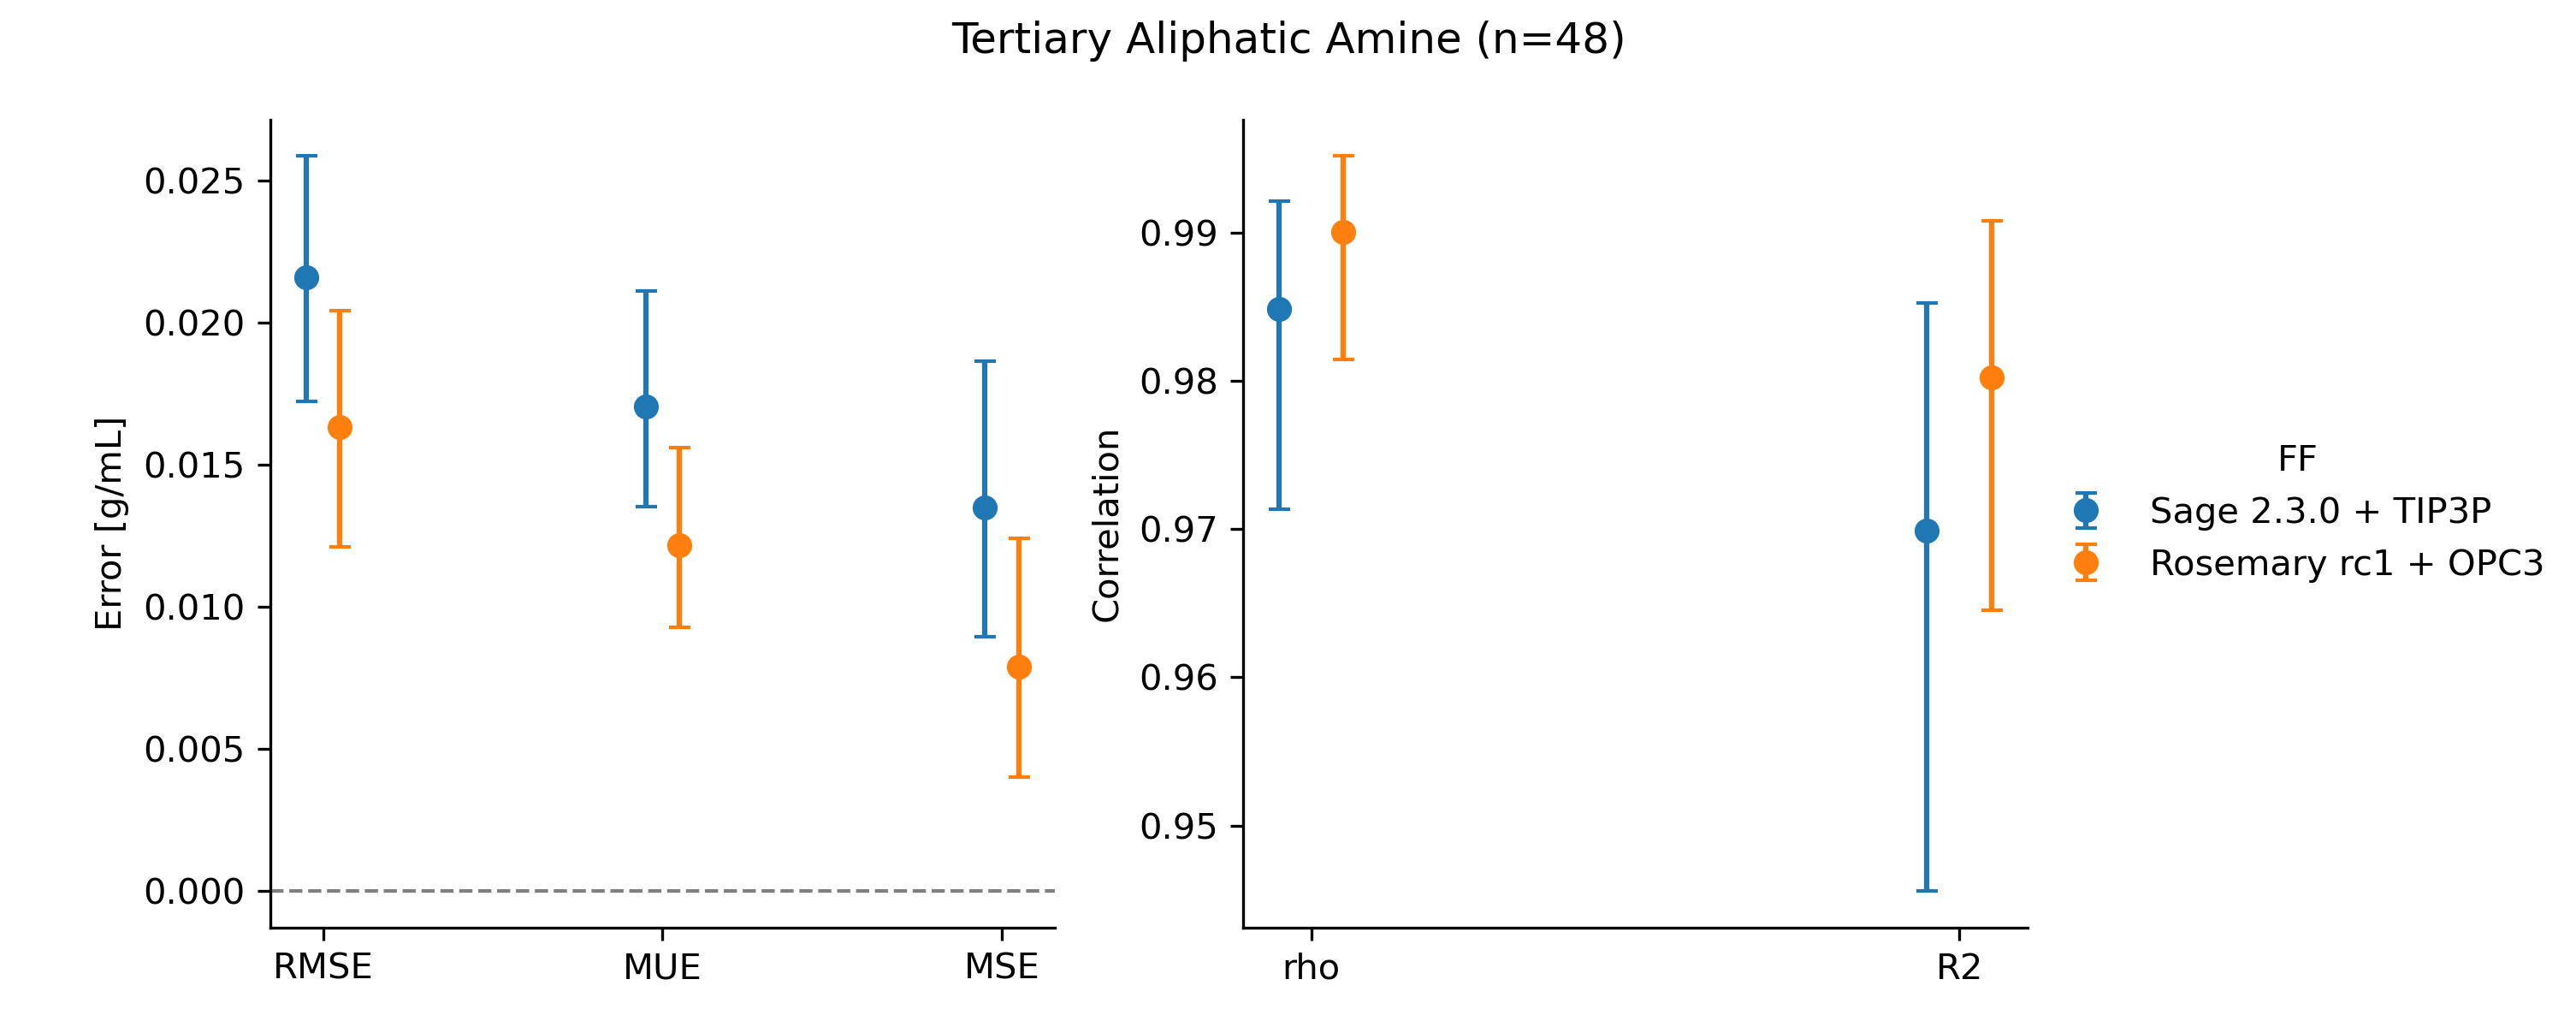 Tertiary Aliphatic Amine (n=48)
Error [g/mL]
0.025
0.020
0.015
0.010
0.005
0.000
RMSE
MUE
MSE
Correlation
0.99
0.98
0.97
0.96
0.95
rho
R2
FF
Sage 2.3.0 + TIP3P
Rosemary rc1 + OPC3